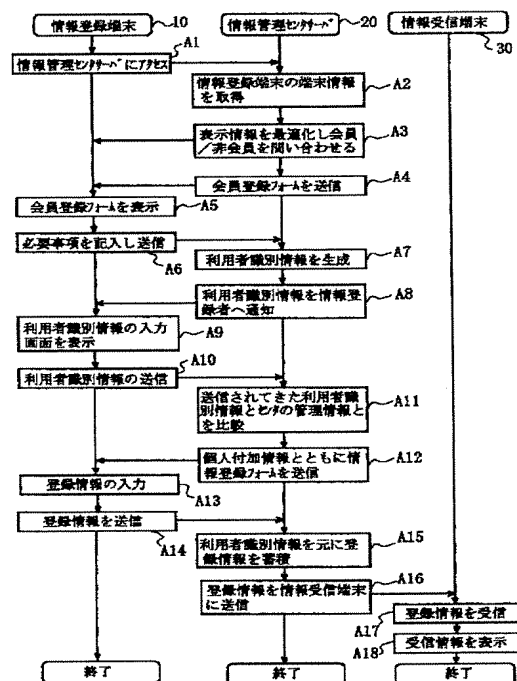 情報登録端末
10
情報管理センタサーバ
20
情報受信端末
30
A1
情報管理センタサーバにアクセス
情報登録端末の端末情報
を取得
A2
表示情報を最適化し会員
/非会員を問い合わせる
A3
会員登録フォームを送信
A4
会員登録フォームを表示
A5
必要事項を記入し送信
A6
利用者識別情報を生成
A7
利用者識別情報を情報登録
者へ通知
A8
利用者識別情報の入力
画面を表示
A9
利用者識別情報の送信
A10
送信されてきた利用者識
別情報とセンタの管理情報と
を比較
A11
個人付加情報とともに情
報登録フォームを送信
A12
登録情報の入力
A13
登録情報を送信
A14
利用者識別情報を元に登
録情報を蓄積
A15
登録情報を情報受信端末
に送信
A16
登録情報を受信
A17
受信情報を表示
A18
終了
終了
終了